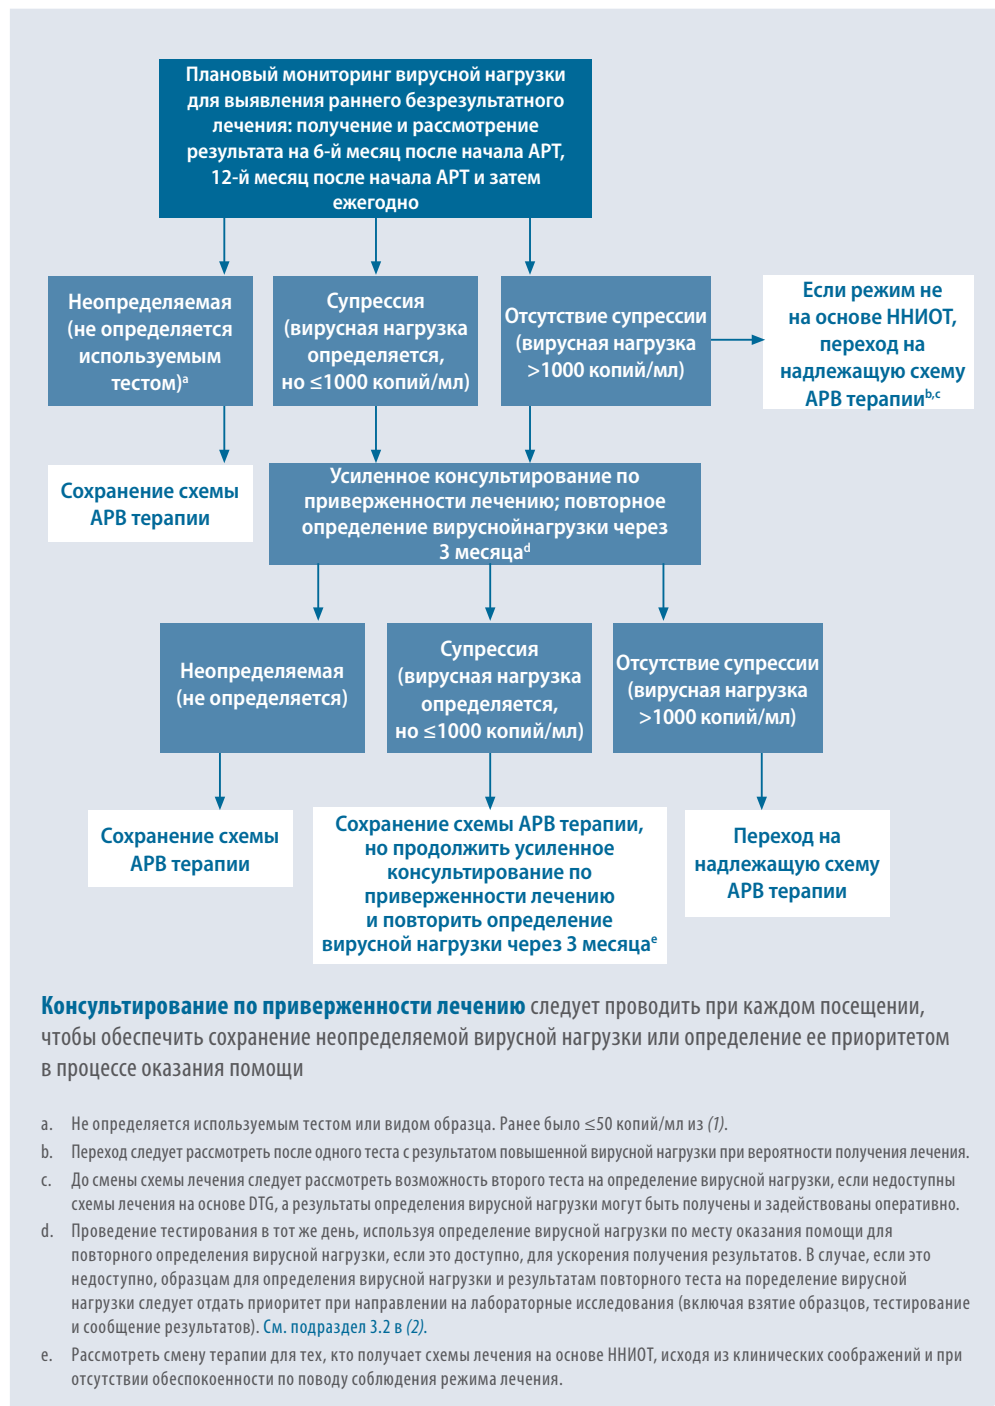 Плановый мониторинг вирусной нагрузки
для выявления раннего безрезультатного
лечения: получение и рассмотрение
результата на 6-й месяц после начала АРТ,
12-й месяц после начала АРТ и затем
ежегодно
Неопределяемая
(не определяется
используемым
тестом)a
Супрессия
(вирусная нагрузка
определяется,
но ≤1000 копий/мл)
Отсутствие супрессии
(вирусная нагрузка
>1000 копий/мл)
Если режим не
на основе ННИОТ,
переход на
надлежащую схему
АРВ терапииb,c
Сохранение схемы
АРВ терапии
Усиленное консультирование по
приверженности лечению; повторное
определение вируснойнагрузки через
3 месяцаd
Неопределяемая
(не определяется)
Супрессия
(вирусная нагрузка
определяется,
но ≤1000 копий/мл)
Отсутствие супрессии
(вирусная нагрузка
>1000 копий/мл)
Сохранение схемы
АРВ терапии
Сохранение схемы АРВ терапии,
но продолжить усиленное
консультирование по
приверженности лечению
и повторить определение
вирусной нагрузки через 3 месяцаe
Переход на
надлежащую схему
АРВ терапии
Консультирование по приверженности лечению следует проводить при каждом посещении,
чтобы обеспечить сохранение неопределяемой вирусной нагрузки или определение ее приоритетом
в процессе оказания помощи
a. Не определяется используемым тестом или видом образца. Ранее было ≤50 копий/мл из (1).
b. Переход следует рассмотреть после одного теста с результатом повышенной вирусной нагрузки при вероятности получения лечения.
c. До смены схемы лечения следует рассмотреть возможность второго теста на определение вирусной нагрузки, если недоступны
схемы лечения на основе DTG, а результаты определения вирусной нагрузки могут быть получены и задействованы оперативно.
d. Проведение тестирования в тот же день, используя определение вирусной нагрузки по месту оказания помощи для
повторного определения вирусной нагрузки, если это доступно, для ускорения получения результатов. В случае, если это
недоступно, образцам для определения вирусной нагрузки и результатам повторного теста на поределение вирусной
нагрузки следует отдать приоритет при направлении на лабораторные исследования (включая взятие образцов, тестирование
и сообщение результатов). См. подраздел 3.2 в (2).
e. Рассмотреть смену терапии для тех, кто получает схемы лечения на основе ННИОТ, исходя из клинических соображений и при
отсутствии обеспокоенности по поводу соблюдения режима лечения.